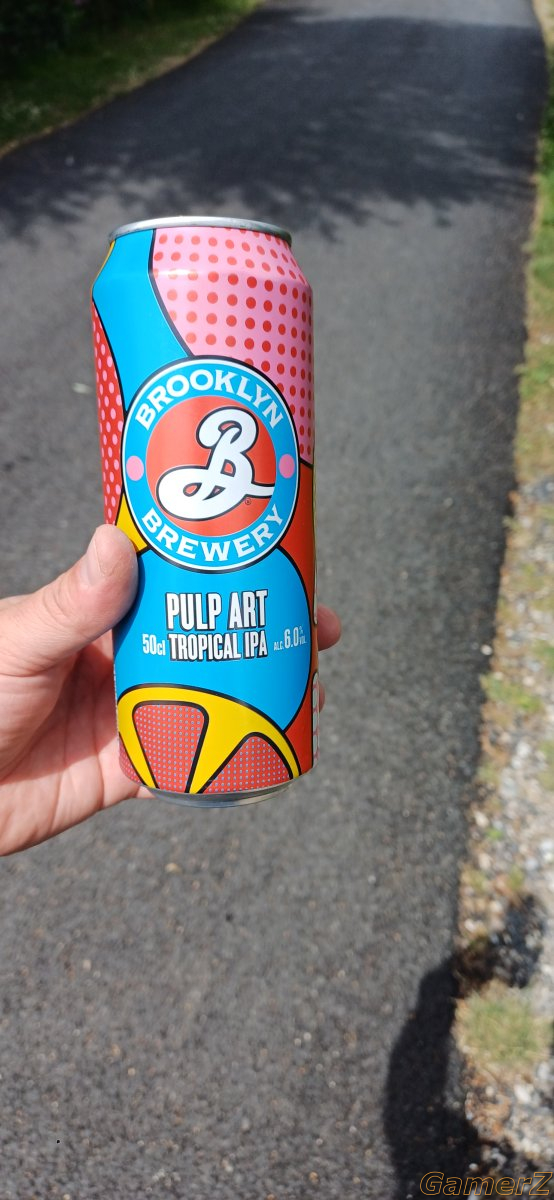 BROOKLYN
B
BREWERY
PULP ART
50cl TROPICAL IPA ALC. 6.0% VOL.
GamerZ